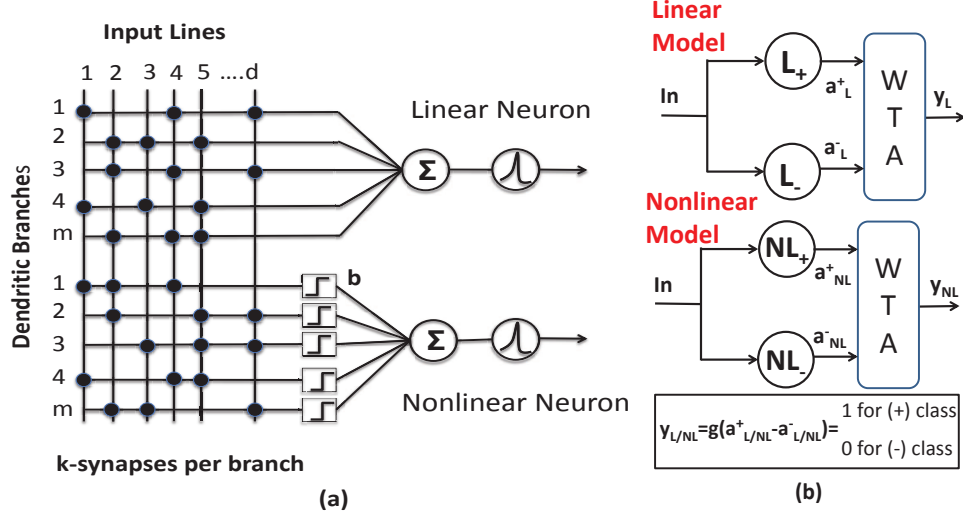 Input Lines
1 2 3 4 5 ....d
Dendritic Branches
1
2
3
4
m
Linear Neuron
Σ
1
2
3
4
m
b
Σ
Nonlinear Neuron
k-synapses per branch
(a)
Linear
Model
In
L+
a+L
L-
a-L
W
T
A
yL
Nonlinear
Model
In
NL+
a+NL
NL-
a-NL
W
T
A
yNL
yL/NL=g(a+L/NL-a-L/NL)=
1 for (+) class
0 for (-) class
(b)